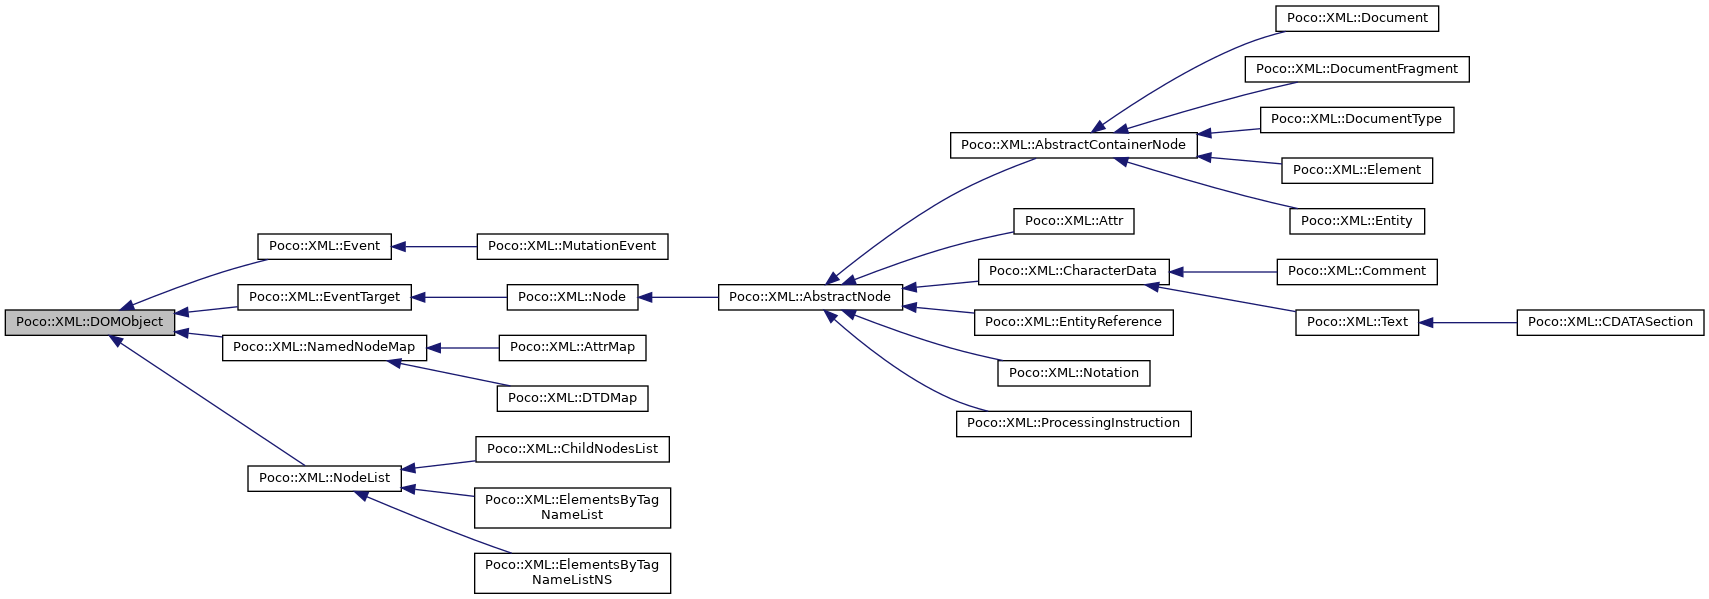 Poco::XML::Document
Poco::XML::DocumentFragment
Poco::XML::DocumentType
Poco::XML::AbstractContainerNode
Poco::XML::Element
Poco::XML::Attr
Poco::XML::Entity
Poco::XML::Event
Poco::XML::MutationEvent
Poco::XML::CharacterData
Poco::XML::Comment
Poco::XML::EventTarget
Poco::XML::Node
Poco::XML::AbstractNode
Poco::XML::DOMObject
Poco::XML::EntityReference
Poco::XML::Text
Poco::XML::CDATASection
Poco::XML::NamedNodeMap
Poco::XML::AttrMap
Poco::XML::Notation
Poco::XML::DTDMap
Poco::XML::ProcessingInstruction
Poco::XML::ChildNodesList
Poco::XML::NodeList
Poco::XML::ElementsByTag
NameList
Poco::XML::ElementsByTag
NameListNS